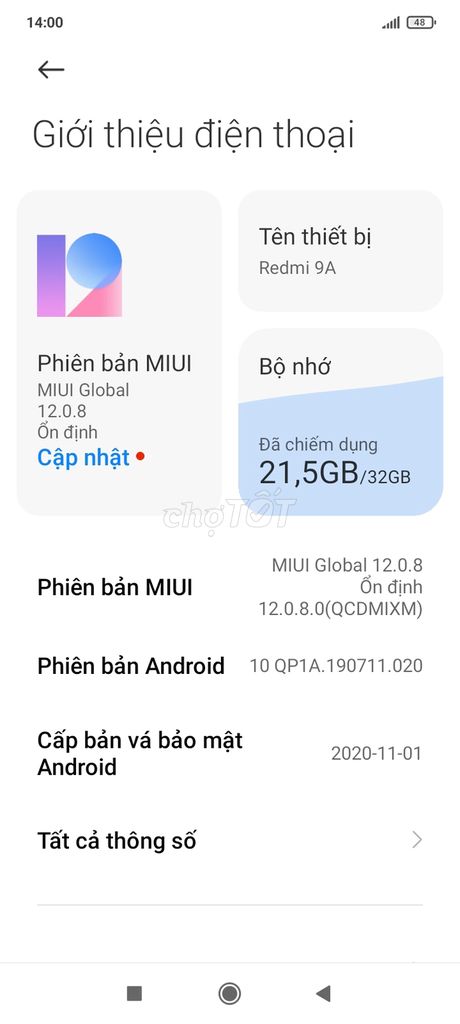 14:00
48
Giới thiệu điện thoại
Phiên bản MIUI
MIUI Global
12.0.8
Ổn định
Cập nhật
Tên thiết bị
Redmi 9A
Bộ nhớ
Đã chiếm dụng
21,5GB/32GB
chợTỐT
Phiên bản MIUI
MIUI Global 12.0.8
Ổn định
12.0.8.0(QCDMIXM)
Phiên bản Android
10 QP1A.190711.020
Cấp bản vá bảo mật
Android
2020-11-01
Tất cả thông số